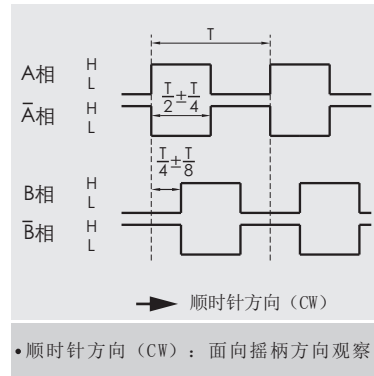 T
A相 H
L
T/2±T/4
A̅相 H
L
T/4±T/8
B相 H
L
B̅相 H
L
顺时针方向（CW）
•顺时针方向（CW）：面向摇柄方向观察